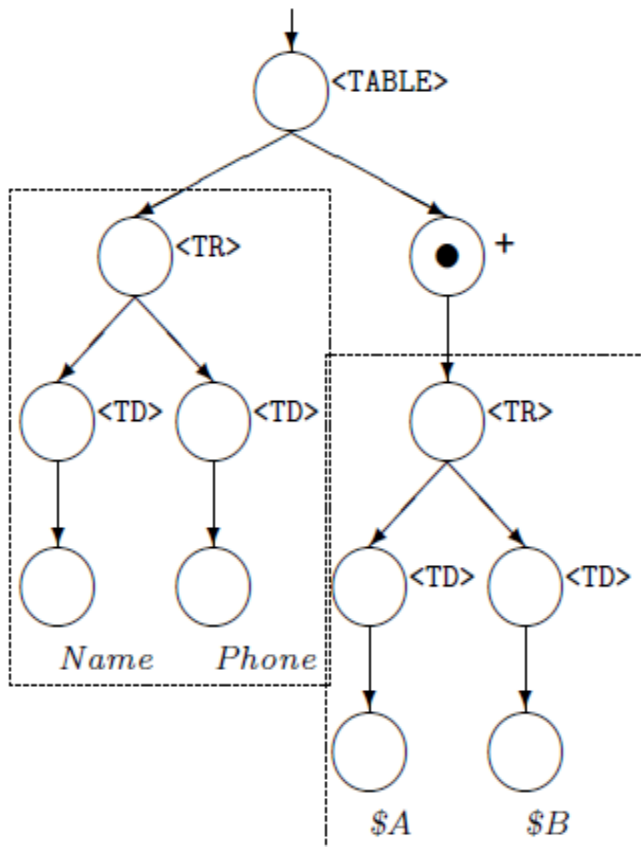 <TABLE>
<TR> +
<TD> <TD> <TR>
Name Phone <TD> <TD>
$A $B